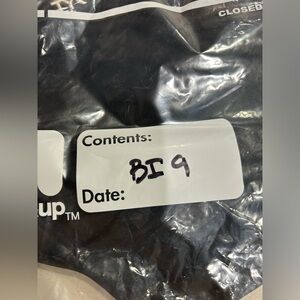 CLOSED
Contents:
BI 9
Date:
up™